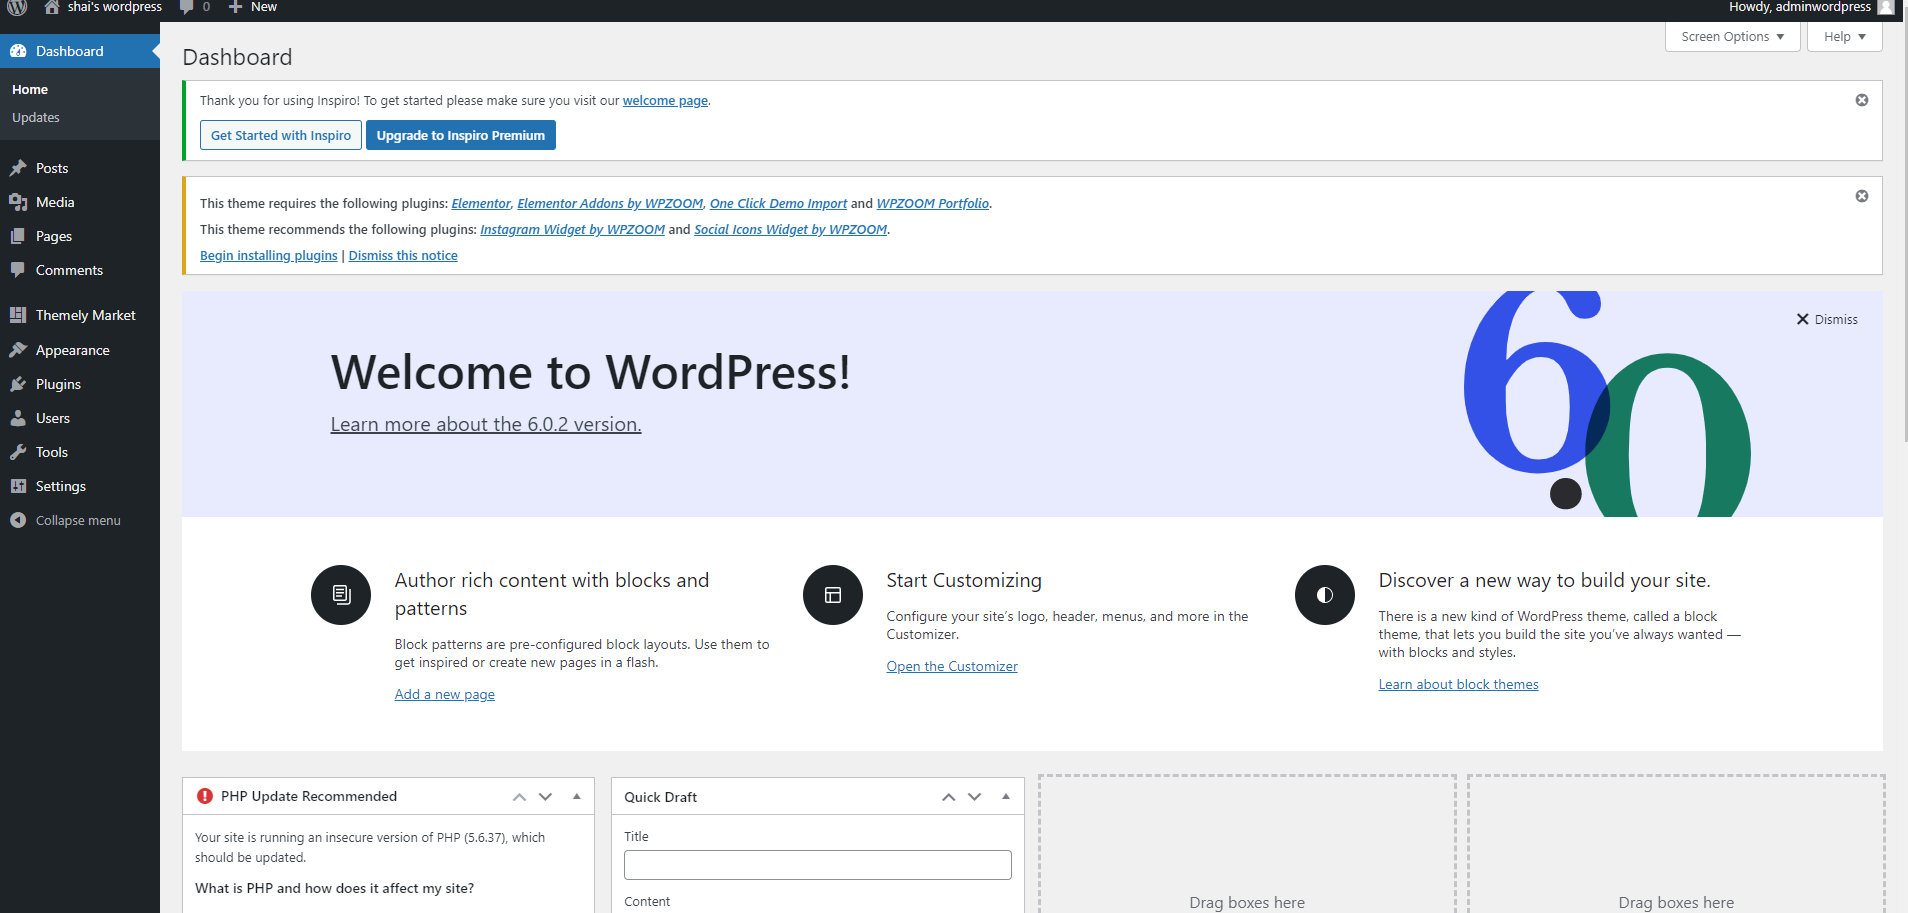 shai's wordpress 0 New Howdy, adminwordpress
Screen Options Help
Dashboard
Home
Updates
Posts
Media
Pages
Comments
Themely Market
Appearance
Plugins
Users
Tools
Settings
Collapse menu
Dashboard
Thank you for using Inspiro! To get started please make sure you visit our welcome page.
Get Started with Inspiro Upgrade to Inspiro Premium
This theme requires the following plugins: Elementor, Elementor Addons by WPZOOM, One Click Demo Import and WPZOOM Portfolio.
This theme recommends the following plugins: Instagram Widget by WPZOOM and Social Icons Widget by WPZOOM.
Begin installing plugins | Dismiss this notice
Dismiss
Welcome to WordPress!
Learn more about the 6.0.2 version.
6.0
Author rich content with blocks and
patterns
Block patterns are pre-configured block layouts. Use them to
get inspired or create new pages in a flash.
Add a new page
Start Customizing
Configure your site’s logo, header, menus, and more in the
Customizer.
Open the Customizer
Discover a new way to build your site.
There is a new kind of WordPress theme, called a block
theme, that lets you build the site you’ve always wanted —
with blocks and styles.
Learn about block themes
PHP Update Recommended
Your site is running an insecure version of PHP (5.6.37), which
should be updated.
What is PHP and how does it affect my site?
Quick Draft
Title
Content
Drag boxes here
Drag boxes here